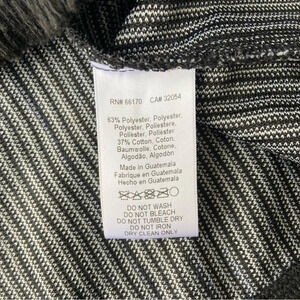 RN# 66170 CA# 32054
63% Polyester, Polyester,
Polyester, Poliestere,
Poliéster, Poliester
37% Cotton, Coton,
Baumwolle, Cotone,
Algodão, Algodón
Made in Guatemala
Fabriqué en Guatemala
Hecho en Guatemala
DO NOT WASH
DO NOT BLEACH
DO NOT TUMBLE DRY
DO NOT IRON
DRY CLEAN ONLY